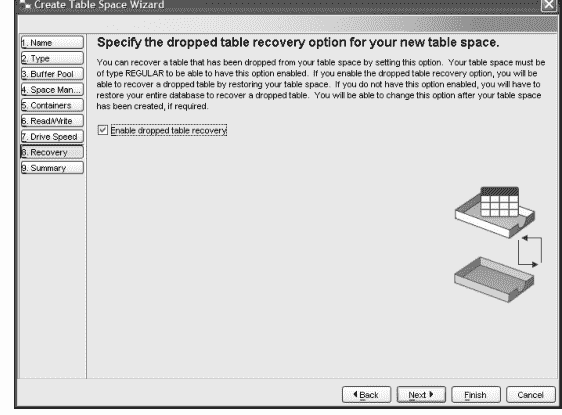 Create Table Space Wizard
1. Name
2. Type
3. Buffer Pool
4. Space Man...
5. Containers
6. Read/Write
7. Drive Speed
8. Recovery
9. Summary
Specify the dropped table recovery option for your new table space.
You can recover a table that has been dropped from your table space by setting this option. Your table space must be
of type REGULAR to be able to have this option enabled. If you enable the dropped table recovery option, you will be
able to recover a dropped table by restoring your table space. If you do not have this option enabled, you will have to
restore your entire database to recover a dropped table. You will be able to change this option after your table space
has been created, if required.
Enable dropped table recovery
Back Next Finish Cancel